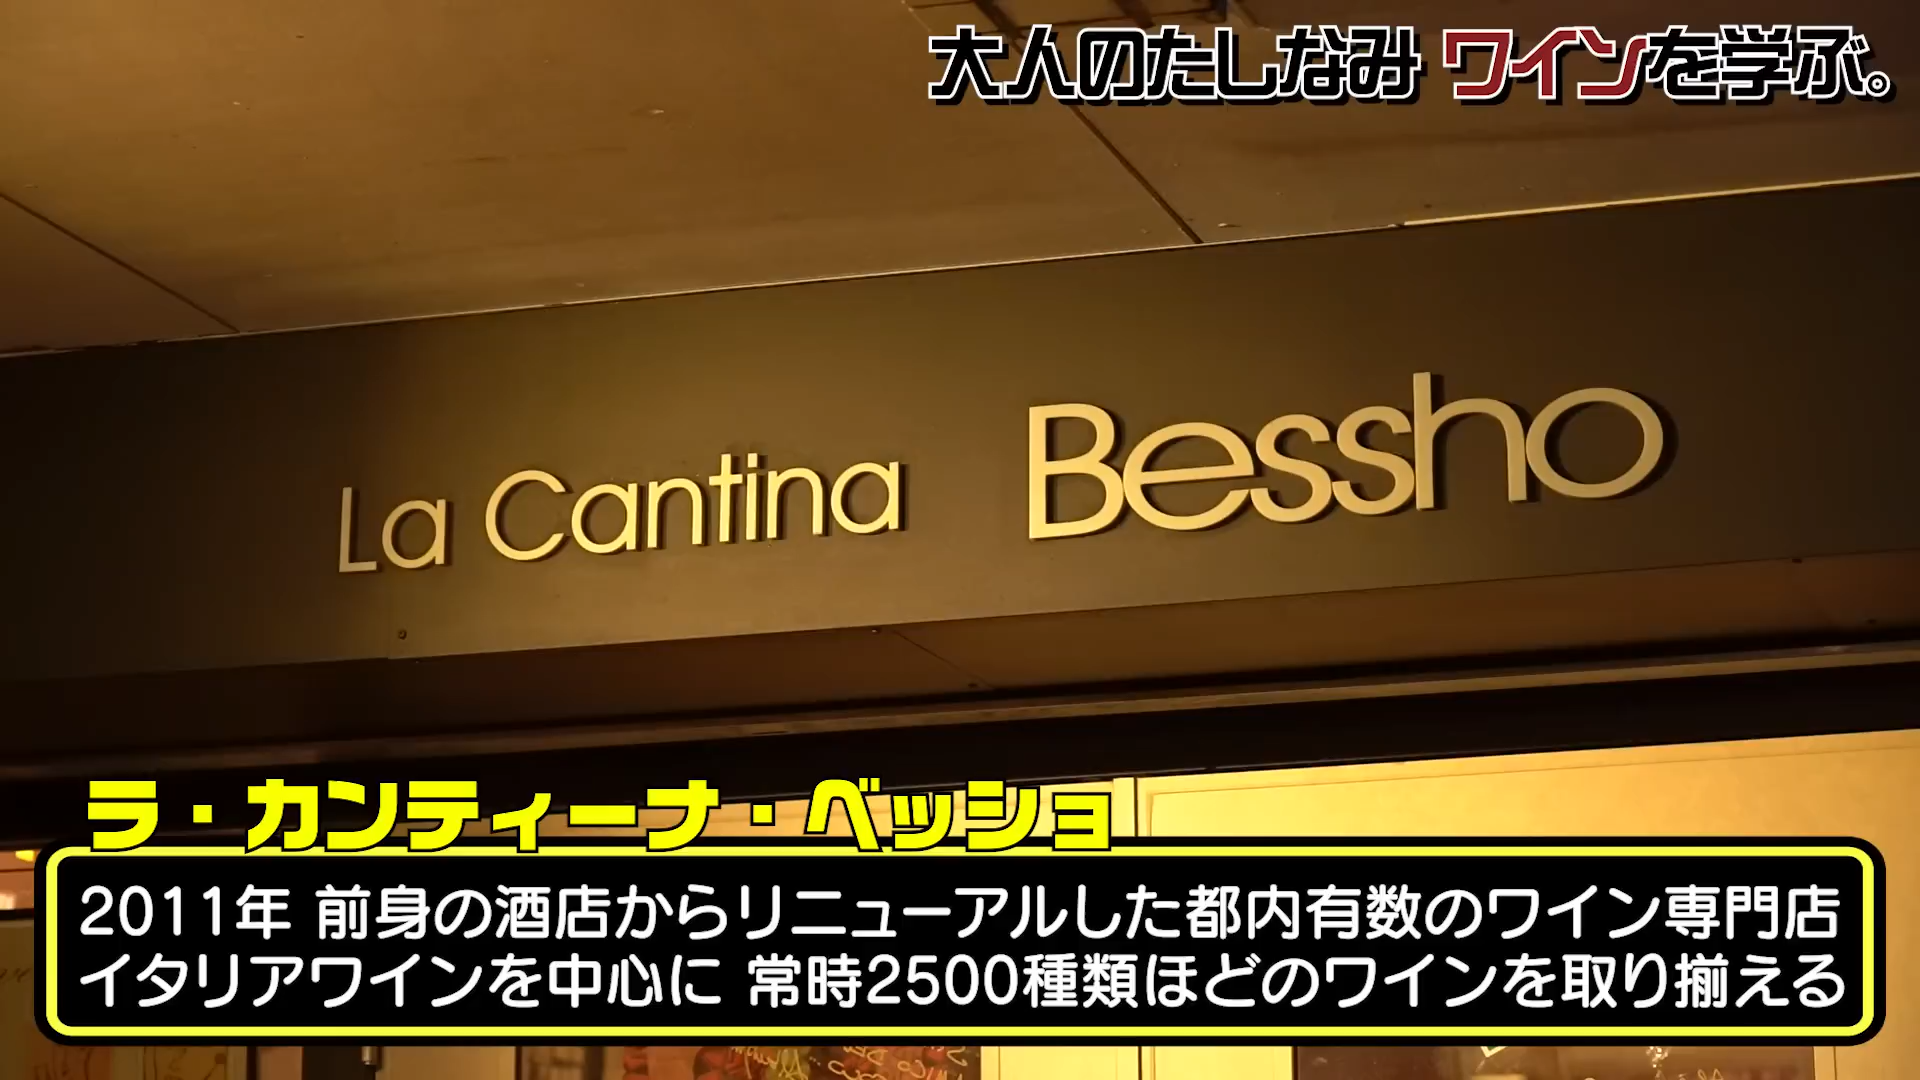 大人のたしなみ ワインを学ぶ。
La Cantina Bessho
ラ・カンティーナ・ベッショ
2011年 前身の酒店からリニューアルした都内有数のワイン専門店
イタリアワインを中心に 常時2500種類ほどのワインを取り揃える